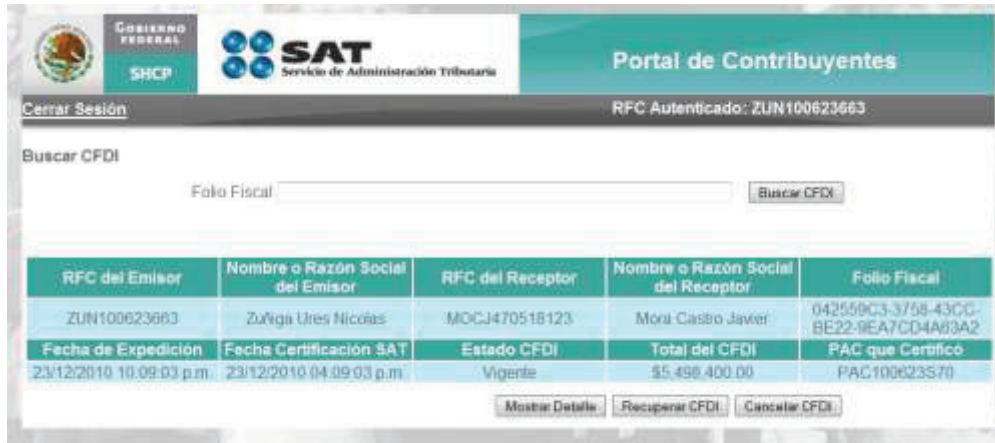 GOBIERNO
FEDERAL
SHCP
SAT
Servicio de Administración Tributaria
Portal de Contribuyentes
Cerrar Sesión
RFC Autenticado: ZUN100623663
Buscar CFDI
Folio Fiscal
Buscar CFDI
RFC del Emisor
Nombre o Razón Social
del Emisor
RFC del Receptor
Nombre o Razón Social
del Receptor
Folio Fiscal
ZUN100623663
Zuñiga Ures Nicolas
MOCJ470518123
Mora Castro Javier
042559C3-3758-43CC-
BE22-9EA7CD4A63A2
Fecha de Expedición
Fecha Certificación SAT
Estado CFDI
Total del CFDI
PAC que Certificó
23/12/2010 10:09:03 p.m.
23/12/2010 04:09:03 p.m.
Vigente
$5,498,400.00
PAC100623S70
Mostrar Detalle
Recuperar CFDI
Cancelar CFDI